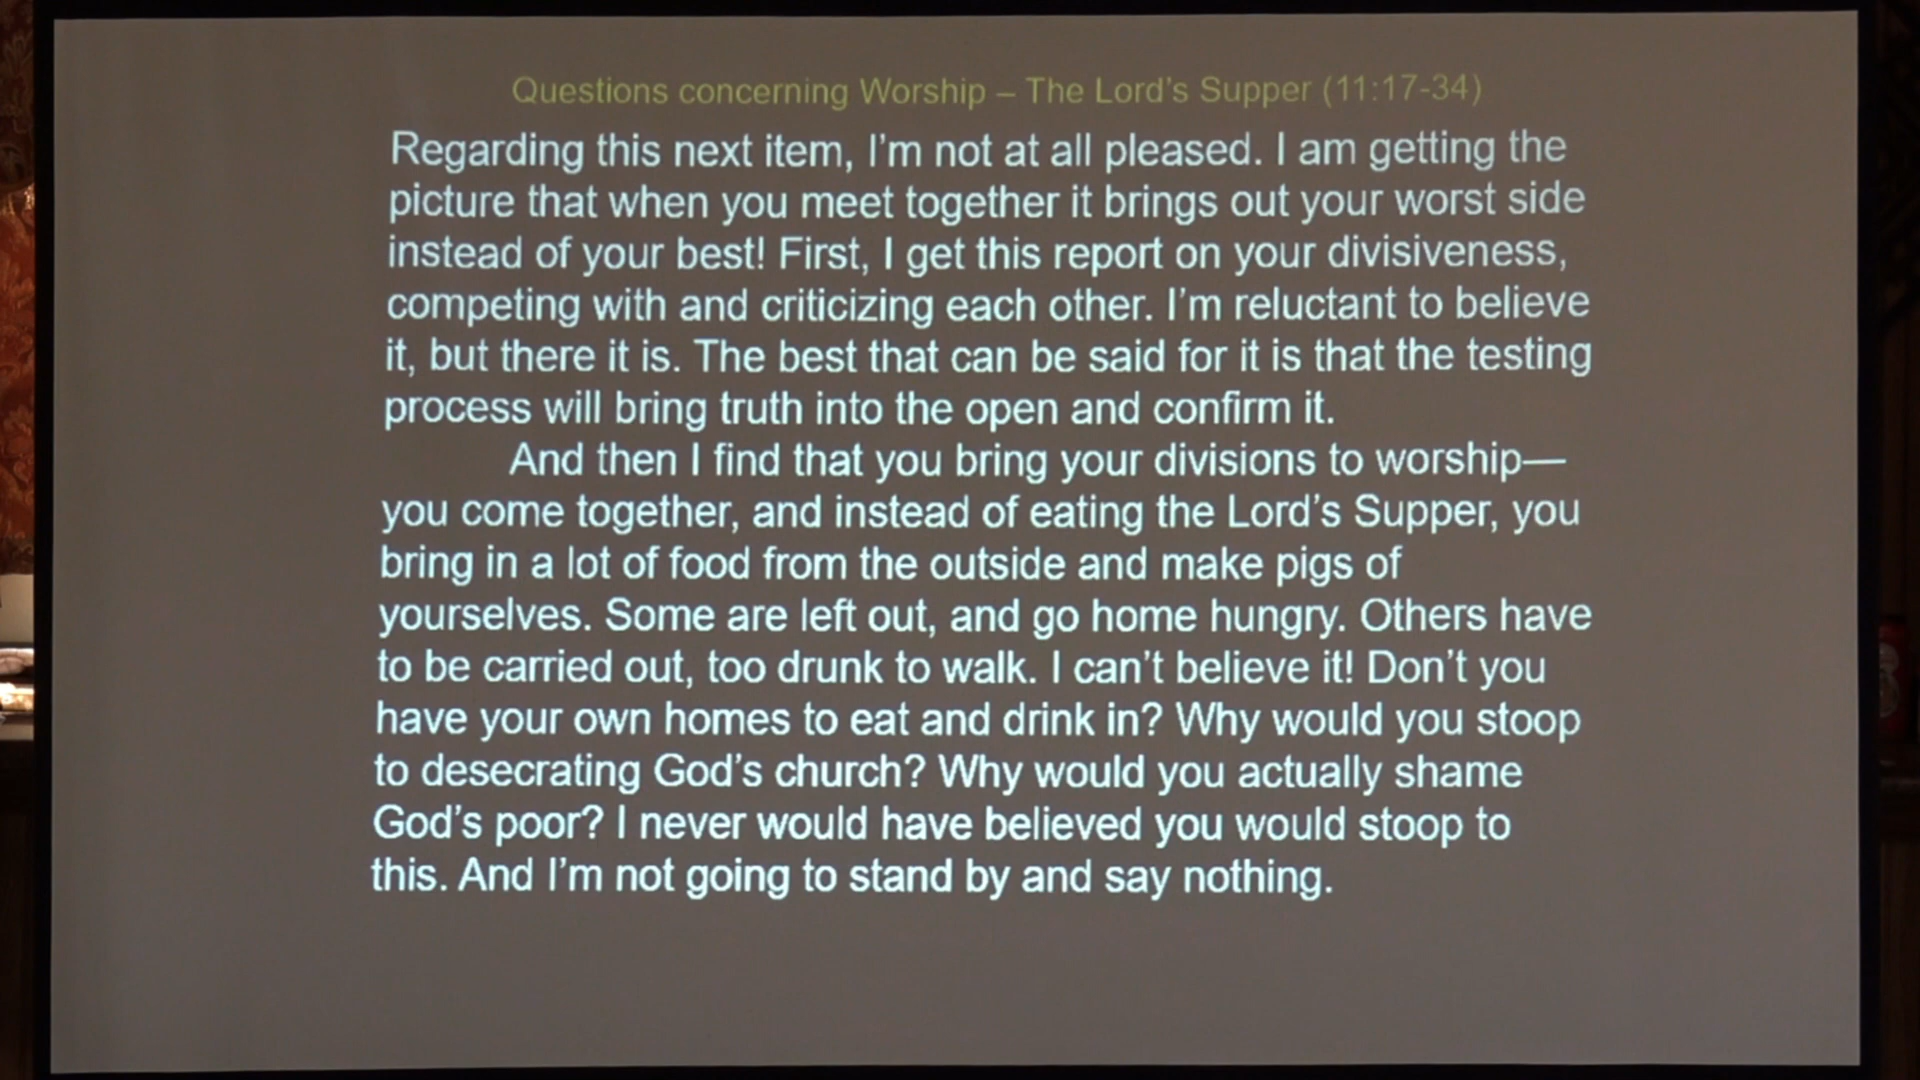 Questions concerning Worship – The Lord's Supper (11:17-34)
Regarding this next item, I'm not at all pleased. I am getting the
picture that when you meet together it brings out your worst side
instead of your best! First, I get this report on your divisiveness,
competing with and criticizing each other. I'm reluctant to believe
it, but there it is. The best that can be said for it is that the testing
process will bring truth into the open and confirm it.
And then I find that you bring your divisions to worship—
you come together, and instead of eating the Lord's Supper, you
bring in a lot of food from the outside and make pigs of
yourselves. Some are left out, and go home hungry. Others have
to be carried out, too drunk to walk. I can't believe it! Don't you
have your own homes to eat and drink in? Why would you stoop
to desecrating God's church? Why would you actually shame
God's poor? I never would have believed you would stoop to
this. And I'm not going to stand by and say nothing.